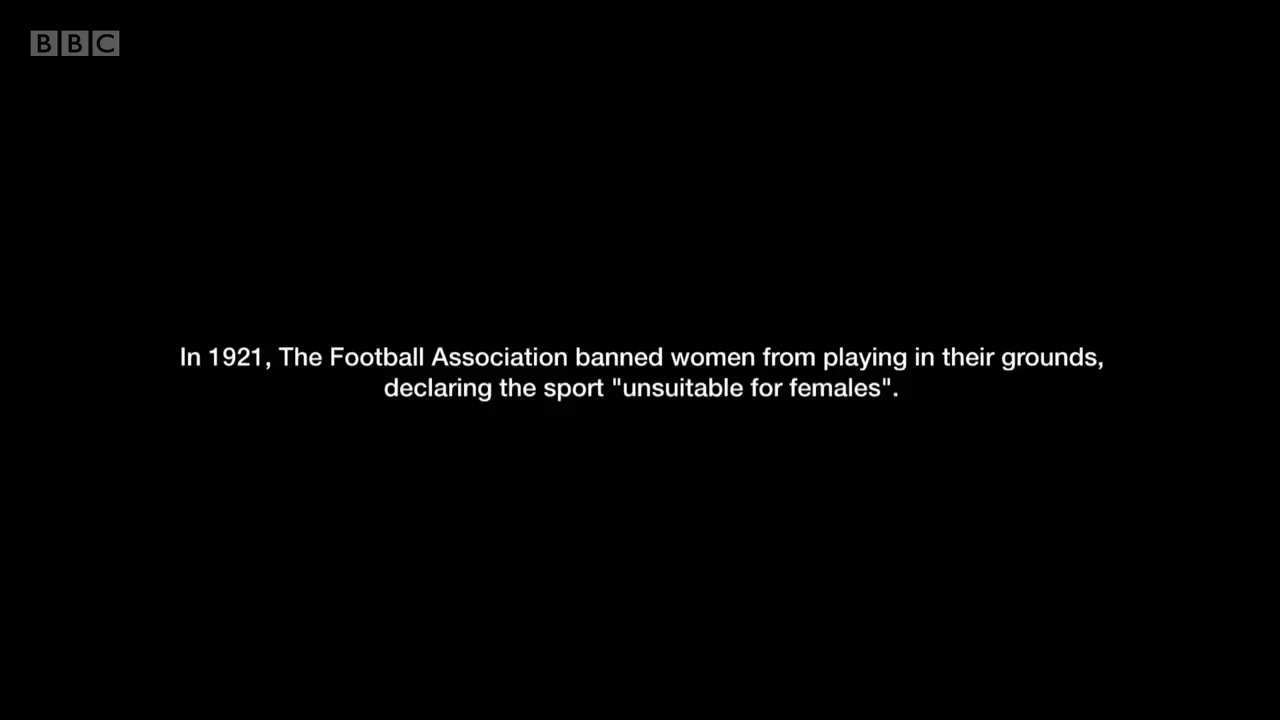 BBC
In 1921, The Football Association banned women from playing in their grounds,
declaring the sport "unsuitable for females".